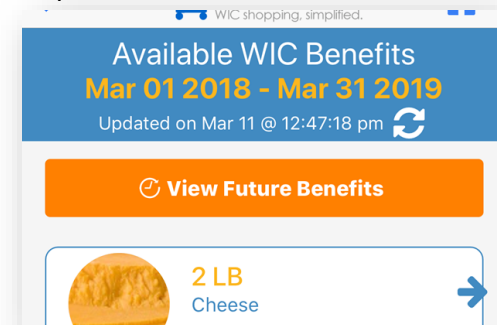 WIC shopping, simplified.
Available WIC Benefits
Mar 01 2018 - Mar 31 2019
Updated on Mar 11 @ 12:47:18 pm
View Future Benefits
2 LB
Cheese